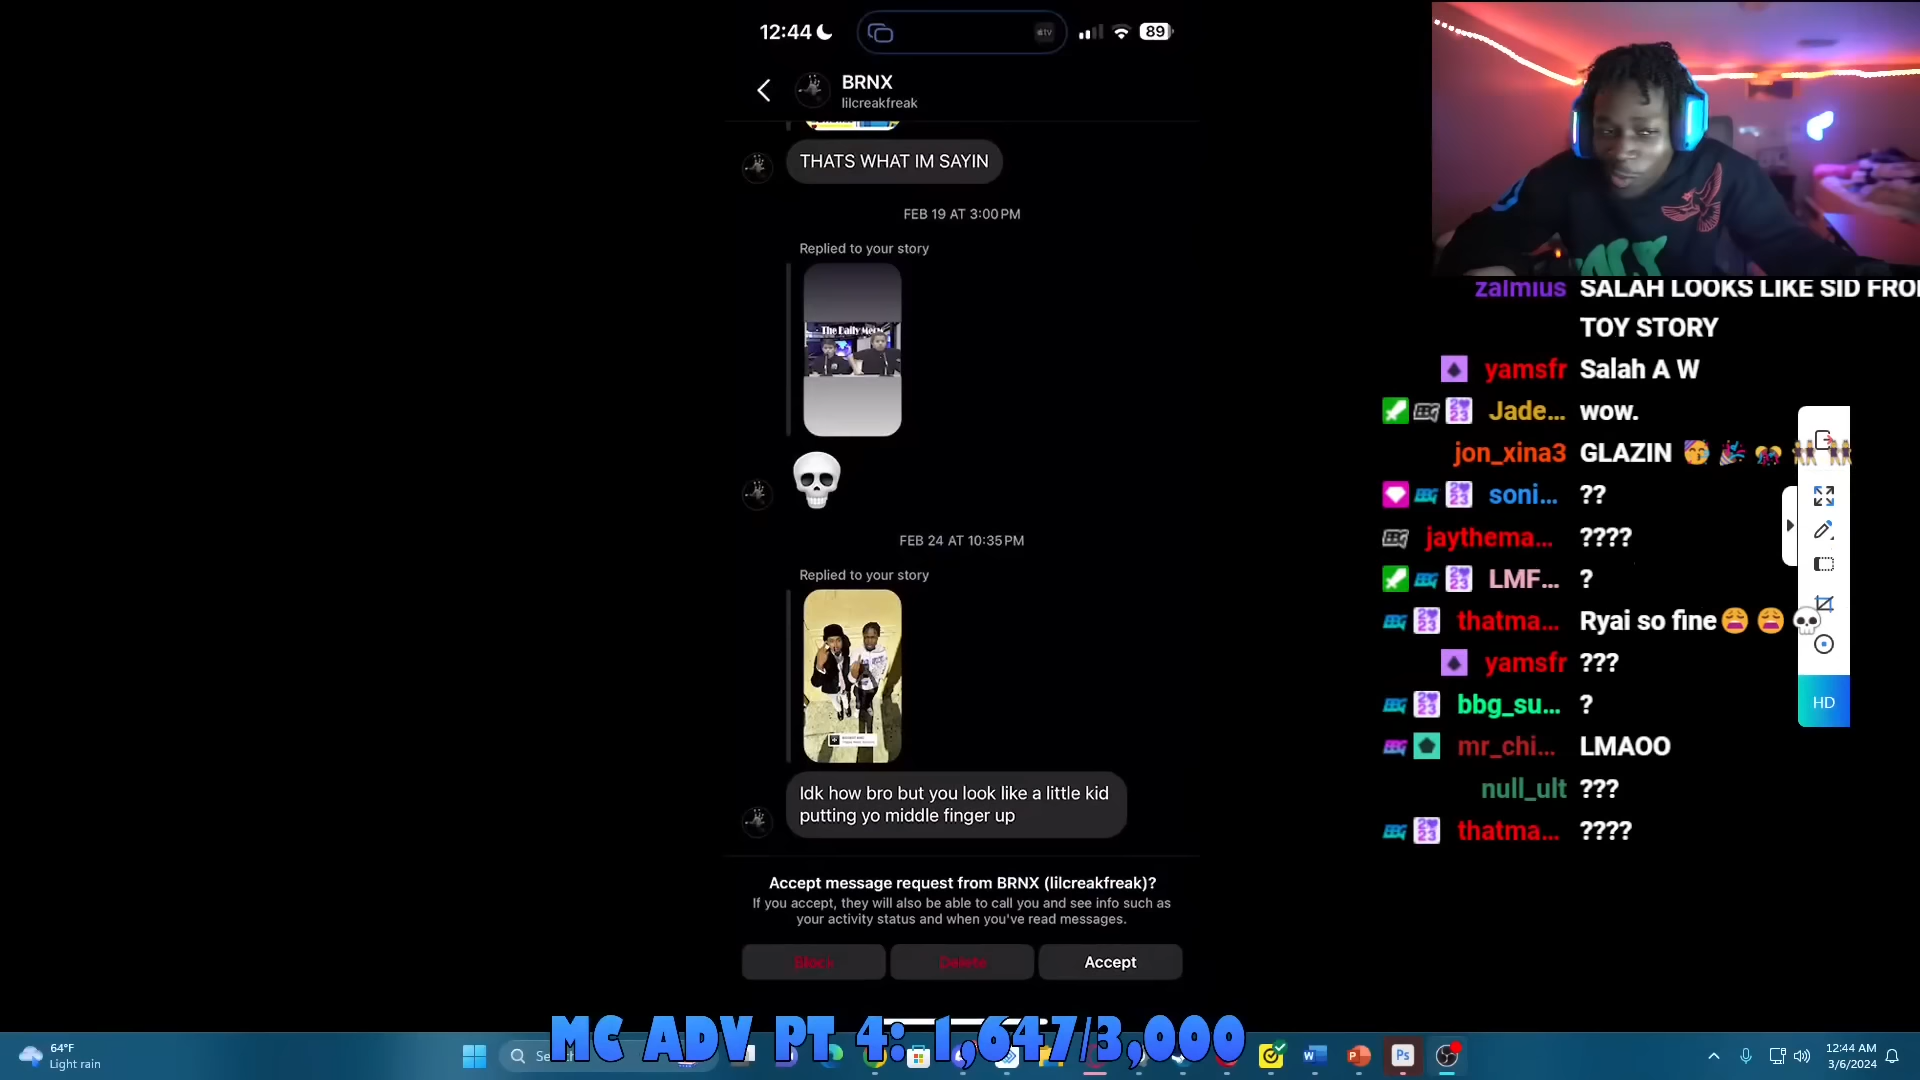 12:44
tv
89
BRNX
lilcreakfreak
THATS WHAT IM SAYIN
FEB 19 AT 3:00 PM
Replied to your story
The Daily
FEB 24 AT 10:35 PM
Replied to your story
Idk how bro but you look like a little kid
putting yo middle finger up
Accept message request from BRNX (lilcreakfreak)?
If you accept, they will also be able to call you and see info such as
your activity status and when you've read messages.
Block
Delete
Accept
zalmius SALAH LOOKS LIKE SID FRO
TOY STORY
yamsfr Salah A W
Jade... wow.
jon_xina3 GLAZIN 🥳 🎉 🎊 👯 👯
soni... ??
jaythema... ????
LMF... ?
thatma... Ryai so fine😩 😩 💀
yamsfr ???
bbg_su... ?
mr_chi... LMAOO
null_ult ???
thatma... ????
HD
MC ADV PT 4: 1,647/3,000
64°F
Light rain
12:44 AM
3/6/2024